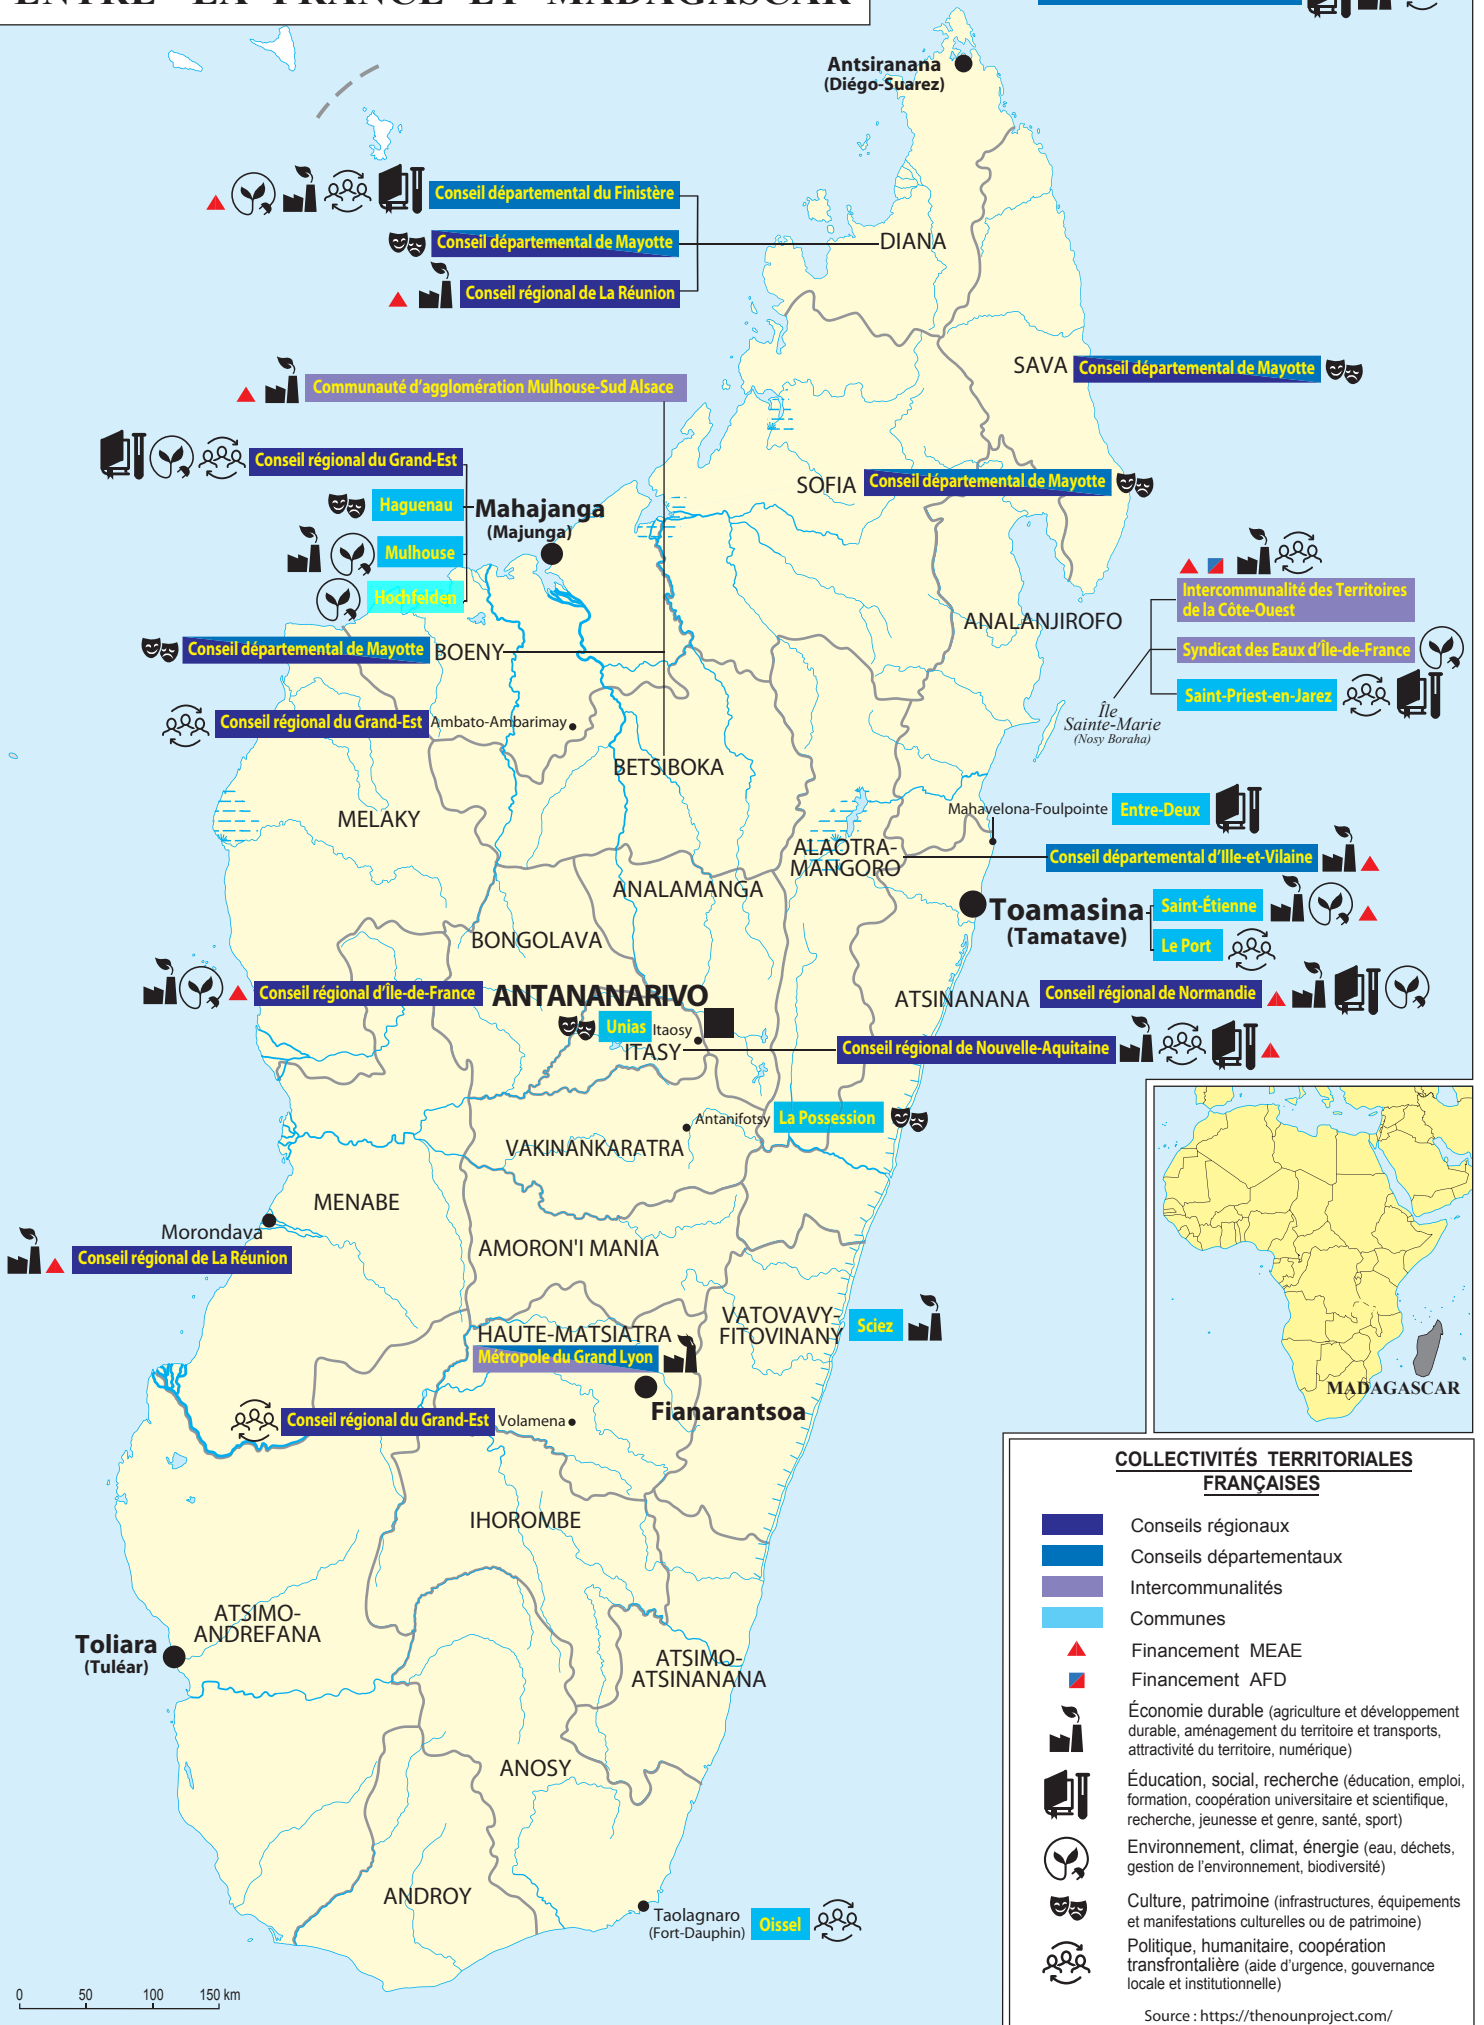 ENTRE LA FRANCE ET MADAGASCAR
Antsiranana
(Diégo-Suarez)
Conseil départemental du Finistère
Conseil départemental de Mayotte
DIANA
Conseil régional de La Réunion
SAVA
Conseil départemental de Mayotte
Communauté d'agglomération Mulhouse-Sud Alsace
Conseil régional du Grand-Est
SOFIA
Conseil départemental de Mayotte
Haguenau
Mahajanga
(Majunga)
Mulhouse
Hochfelden
Intercommunalité des Territoires
de la Côte-Ouest
ANALANJIROFO
Conseil départemental de Mayotte
BOENY
Syndicat des Eaux d'Île-de-France
Saint-Priest-en-Jarez
Île
Sainte-Marie
(Nosy Boraha)
Conseil régional du Grand-Est
Ambato-Ambarimay
BETSIBOKA
MELAKY
Mahavelona-Foulpointe
Entre-Deux
ALAOTRA-
MANGORO
Conseil départemental d'Ille-et-Vilaine
ANALAMANGA
Toamasina
(Tamatave)
Saint-Étienne
Le Port
BONGOLAVA
Conseil régional d'Île-de-France
ANTANANARIVO
ATSINANANA
Conseil régional de Normandie
Unias
Itaosy
ITASY
Conseil régional de Nouvelle-Aquitaine
Antanifotsy
La Possession
VAKINANKARATRA
MENABE
Morondava
Conseil régional de La Réunion
AMORON'I MANIA
VATOVAVY-
FITOVINANY
Sciez
HAUTE-MATSIATRA
Métropole du Grand Lyon
Fianarantsoa
Conseil régional du Grand-Est
Volamena
MADAGASCAR
IHOROMBE
ATSIMO-
ANDREFANA
Toliara
(Tuléar)
ATSIMO-
ATSINANANA
ANOSY
ANDROY
Taolagnaro
(Fort-Dauphin)
Oissel
0 50 100 150 km
COLLECTIVITÉS TERRITORIALES
FRANÇAISES
Conseils régionaux
Conseils départementaux
Intercommunalités
Communes
Financement MEAE
Financement AFD
Économie durable (agriculture et développement
durable, aménagement du territoire et transports,
attractivité du territoire, numérique)
Éducation, social, recherche (éducation, emploi,
formation, coopération universitaire et scientifique,
recherche, jeunesse et genre, santé, sport)
Environnement, climat, énergie (eau, déchets,
gestion de l'environnement, biodiversité)
Culture, patrimoine (infrastructures, équipements
et manifestations culturelles ou de patrimoine)
Politique, humanitaire, coopération
transfrontalière (aide d'urgence, gouvernance
locale et institutionnelle)
Source : https://thenounproject.com/